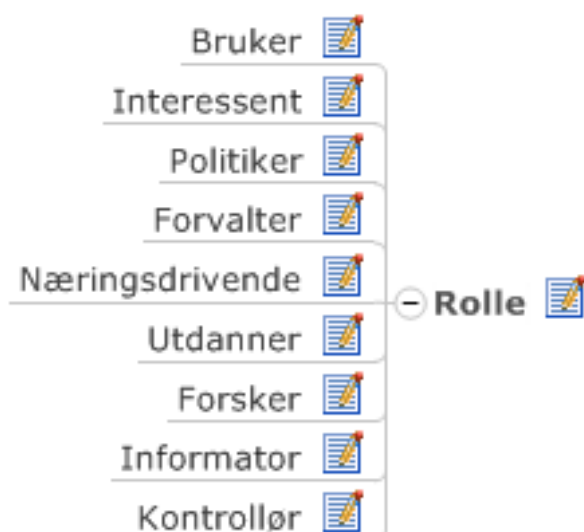 Bruker
Interessent
Politiker
Forvalter
Næringsdrivende
Rolle
Utdanner
Forsker
Informator
Kontrollør